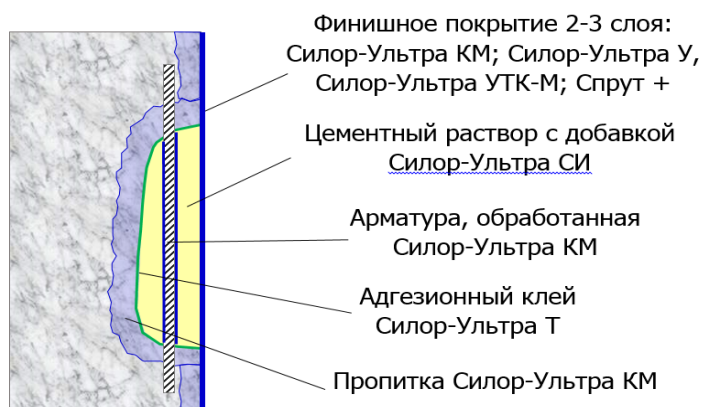 Финишное покрытие 2-3 слоя:
Силор-Ультра КМ; Силор-Ультра У,
Силор-Ультра УТК-М; Спрут +
Цементный раствор с добавкой
Силор-Ультра СИ
Арматура, обработанная
Силор-Ультра КМ
Адгезионный клей
Силор-Ультра Т
Пропитка Силор-Ультра КМ